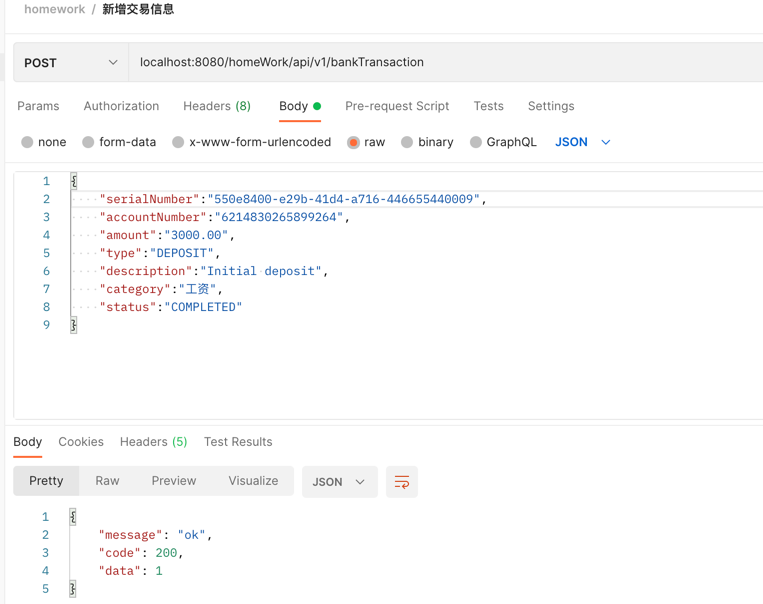 homework / 新增交易信息
POST localhost:8080/homeWork/api/v1/bankTransaction
Params Authorization Headers (8) Body Pre-request Script Tests Settings
none form-data x-www-form-urlencoded raw binary GraphQL JSON
1 {
2 "serialNumber":"550e8400-e29b-41d4-a716-446655440009",
3 "accountNumber":"6214830265899264",
4 "amount":"3000.00",
5 "type":"DEPOSIT",
6 "description":"Initial deposit",
7 "category":"工资",
8 "status":"COMPLETED"
9 }
Body Cookies Headers (5) Test Results
Pretty Raw Preview Visualize JSON
1 {
2 "message": "ok",
3 "code": 200,
4 "data": 1
5 }